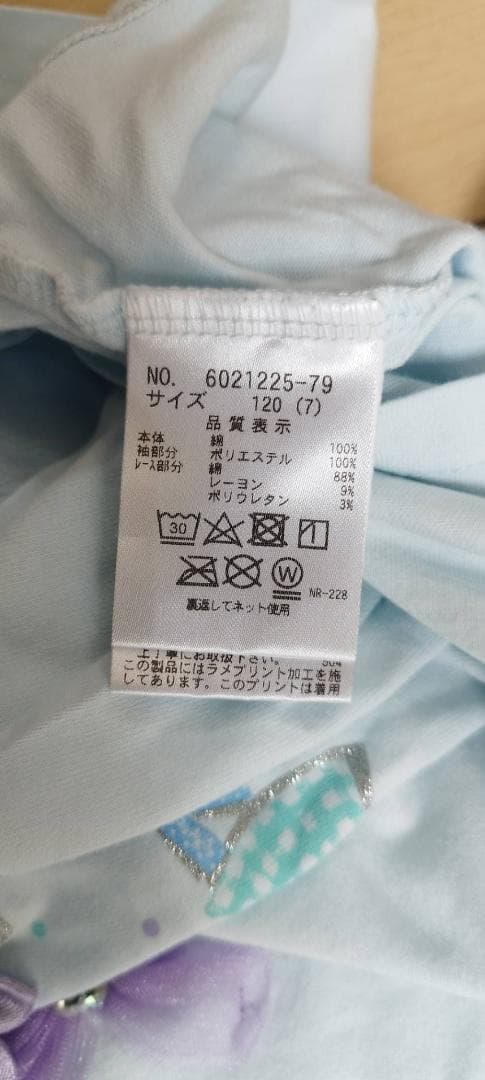 NO. 6021225-79
サイズ 120 (7)
品質表示
本体 綿 100%
袖部分 ポリエステル 100%
レース部分 綿 88%
レーヨン 9%
ポリウレタン 3%
30
W
NR-228
裏返してネット使用
この製品にはラメプリント加工を施
してあります。このプリントは着用